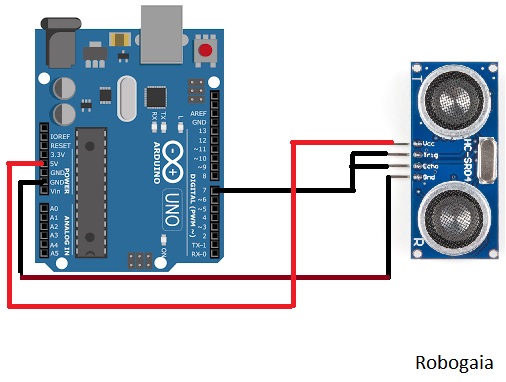 IOREF
RESET
3.3V
5V
GND
GND
Vin
POWER
A0
A1
A2
A3
A4
A5
ANALOG IN
RX
TX
L
ARDUINO
UNO
ON
AREF
GND
13
12
~11
~10
~9
8
7
~6
~5
4
~3
2
TX-1
RX-0
DIGITAL (PWM ~)
T
Vcc
Trig
Echo
Gnd
HC-SR04
R
Robogaia